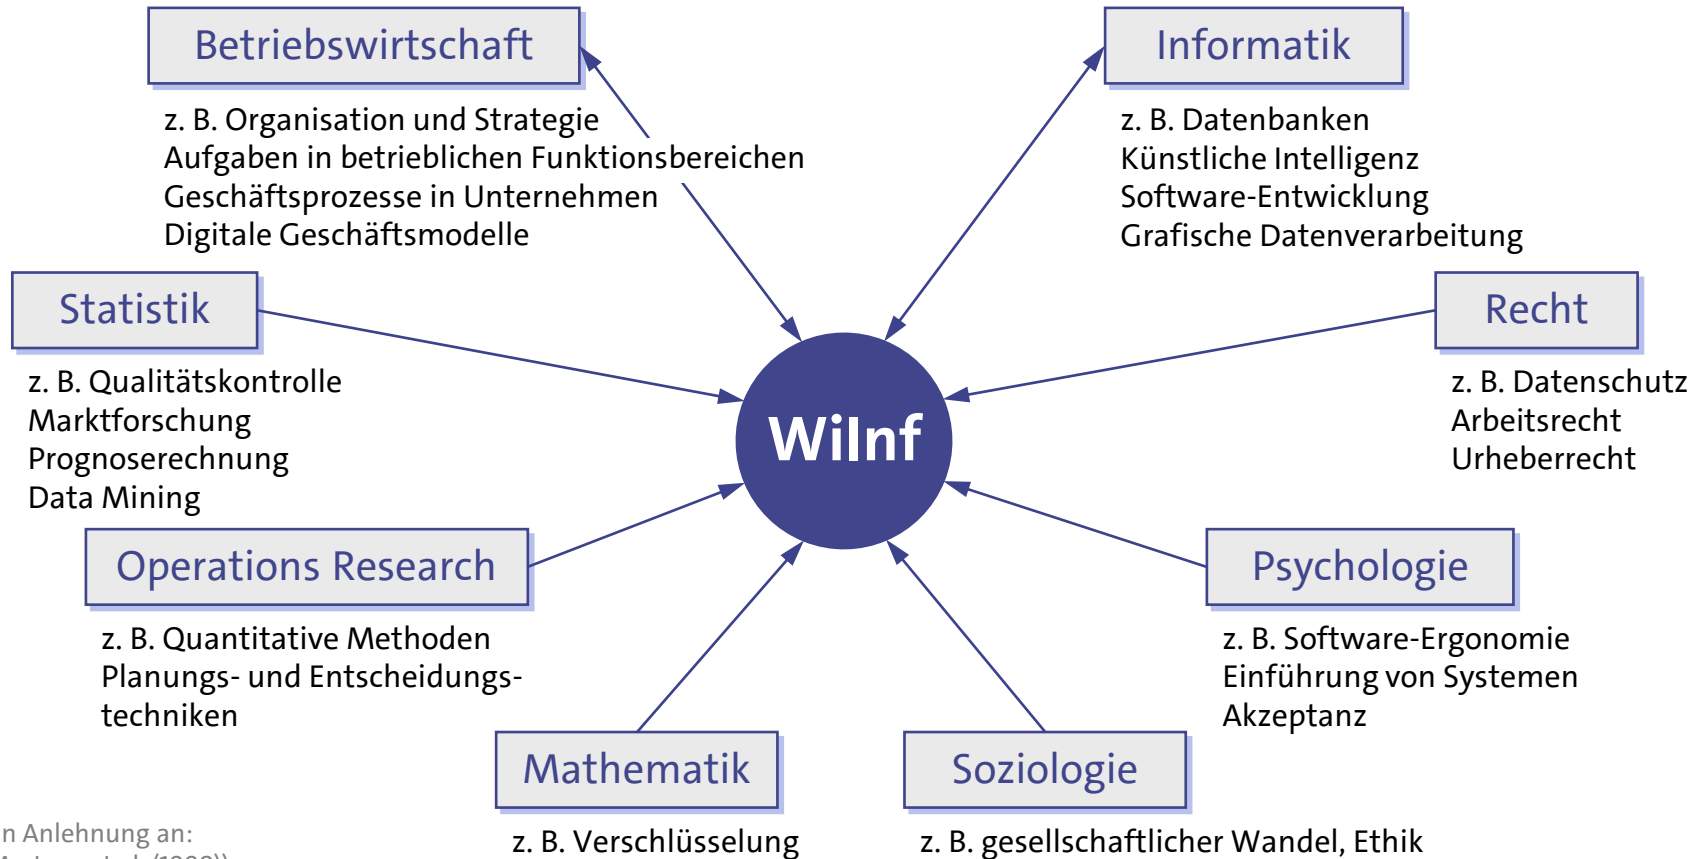 Betriebswirtschaft
z. B. Organisation und Strategie
Aufgaben in betrieblichen Funktionsbereichen
Geschäftsprozesse in Unternehmen
Digitale Geschäftsmodelle
Informatik
z. B. Datenbanken
Künstliche Intelligenz
Software-Entwicklung
Grafische Datenverarbeitung
Statistik
z. B. Qualitätskontrolle
Marktforschung
Prognoserechnung
Data Mining
WiInf
Recht
z. B. Datenschutz
Arbeitsrecht
Urheberrecht
Operations Research
z. B. Quantitative Methoden
Planungs- und Entscheidungs-
techniken
Psychologie
z. B. Software-Ergonomie
Einführung von Systemen
Akzeptanz
Mathematik
z. B. Verschlüsselung
Soziologie
z. B. gesellschaftlicher Wandel, Ethik
n Anlehnung an: